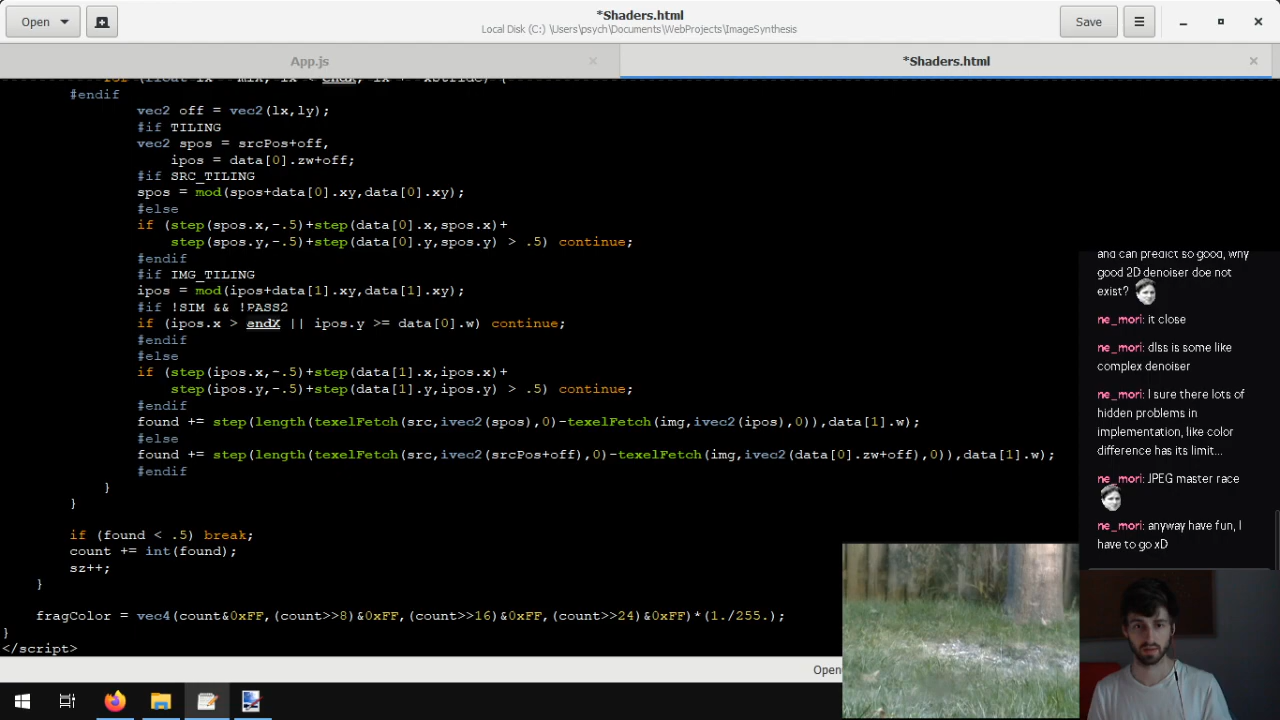 Open
*Shaders.html
Local Disk (C:) \Users\psych\Documents\WebProjects\ImageSynthesis
Save
App.js
*Shaders.html
#endif
vec2 off = vec2(lx,ly);
#if TILING
vec2 spos = srcPos+off,
ipos = data[0].zw+off;
#if SRC_TILING
spos = mod(spos+data[0].xy,data[0].xy);
#else
if (step(spos.x,-.5)+step(data[0].x,spos.x)+
step(spos.y,-.5)+step(data[0].y,spos.y) > .5) continue;
#endif
#if IMG_TILING
ipos = mod(ipos+data[1].xy,data[1].xy);
#if !SIM && !PASS2
if (ipos.x > endX || ipos.y >= data[0].w) continue;
#endif
#else
if (step(ipos.x,-.5)+step(data[1].x,ipos.x)+
step(ipos.y,-.5)+step(data[1].y,ipos.y) > .5) continue;
#endif
found += step(length(texelFetch(src,ivec2(spos),0)-texelFetch(img,ivec2(ipos),0)),data[1].w);
#else
found += step(length(texelFetch(src,ivec2(srcPos+off),0)-texelFetch(img,ivec2(data[0].zw+off),0)),data[1].w);
#endif
}
}
if (found < .5) break;
count += int(found);
sz++;
}
fragColor = vec4(count&0xFF,(count>>8)&0xFF,(count>>16)&0xFF,(count>>24)&0xFF)*(1./255.);
}
</script>
Open
and can predict so good, why
good 2D denoiser doe not
exist?
ne_mori: it close
ne_mori: dlss is some like
complex denoiser
ne_mori: I sure there lots of
hidden problems in
implementation, like color
difference has its limit...
ne_mori: JPEG master race
ne_mori: anyway have fun, I
have to go xD